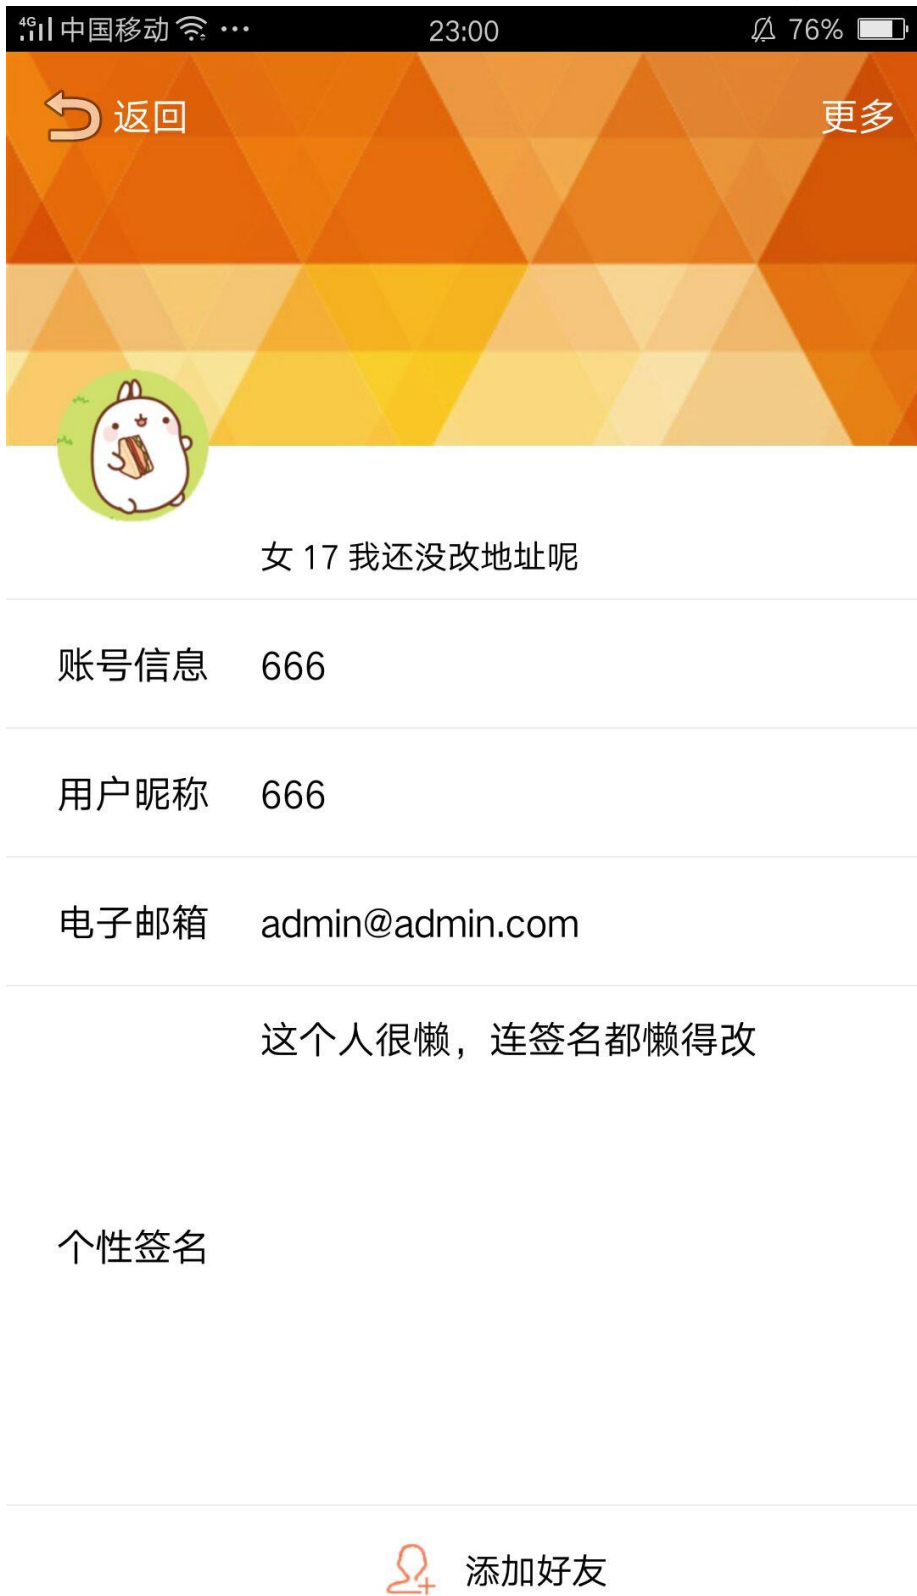 4G 中国移动 ··· 23:00 76%
返回 更多
女 17 我还没改地址呢
账号信息 666
用户昵称 666
电子邮箱 admin@admin.com
这个人很懒，连签名都懒得改
个性签名
添加好友